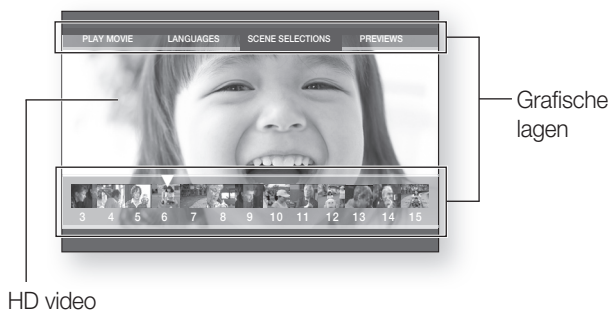 PLAY MOVIE LANGUAGES SCENE SELECTIONS PREVIEWS
Grafische
lagen
3 4 5 6 7 8 9 10 11 12 13 14 15
HD video